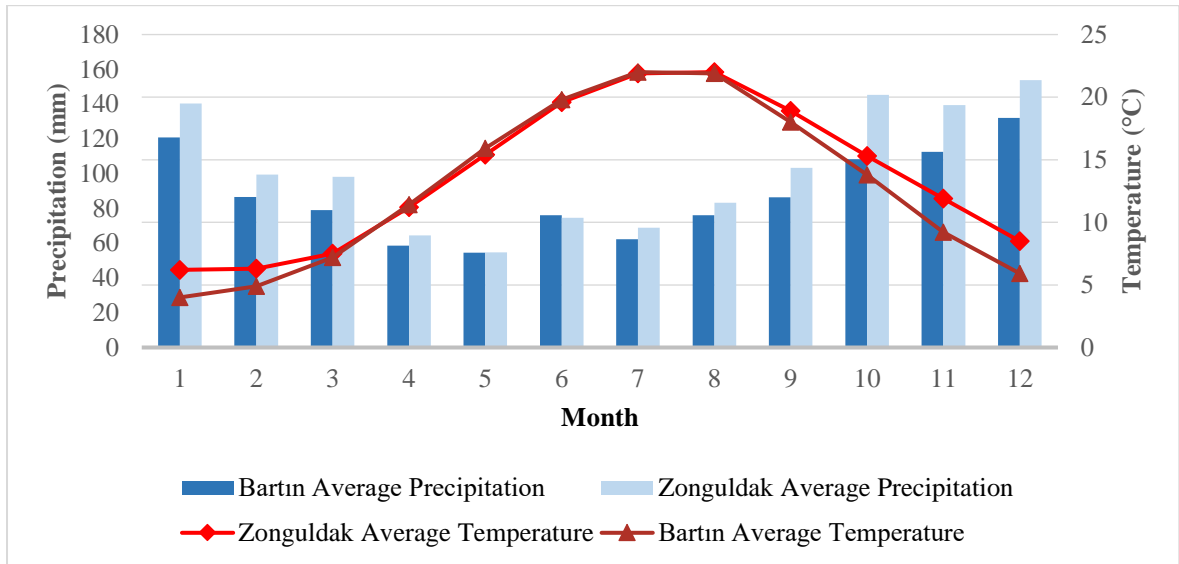 Precipitation (mm)
180
160
140
120
100
80
60
40
20
0
25
20
15
10
5
0
Temperature (°C)
1 2 3 4 5 6 7 8 9 10 11 12
Month
Bartın Average Precipitation
Zonguldak Average Precipitation
Zonguldak Average Temperature
Bartın Average Temperature